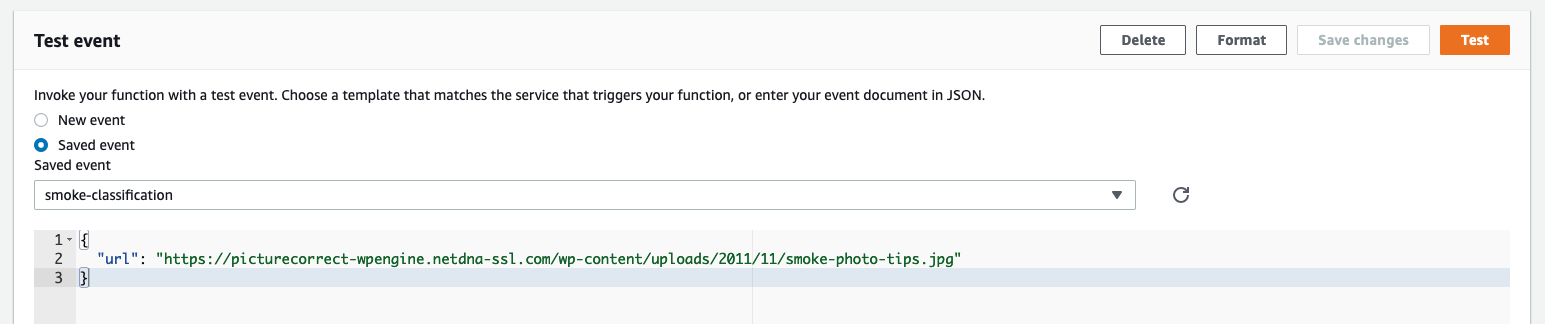 Test event
Delete
Format
Save changes
Test
Invoke your function with a test event. Choose a template that matches the service that triggers your function, or enter your event document in JSON.
New event
Saved event
Saved event
smoke-classification
1 {
2 "url": "https://picturecorrect-wpengine.netdna-ssl.com/wp-content/uploads/2011/11/smoke-photo-tips.jpg"
3 }